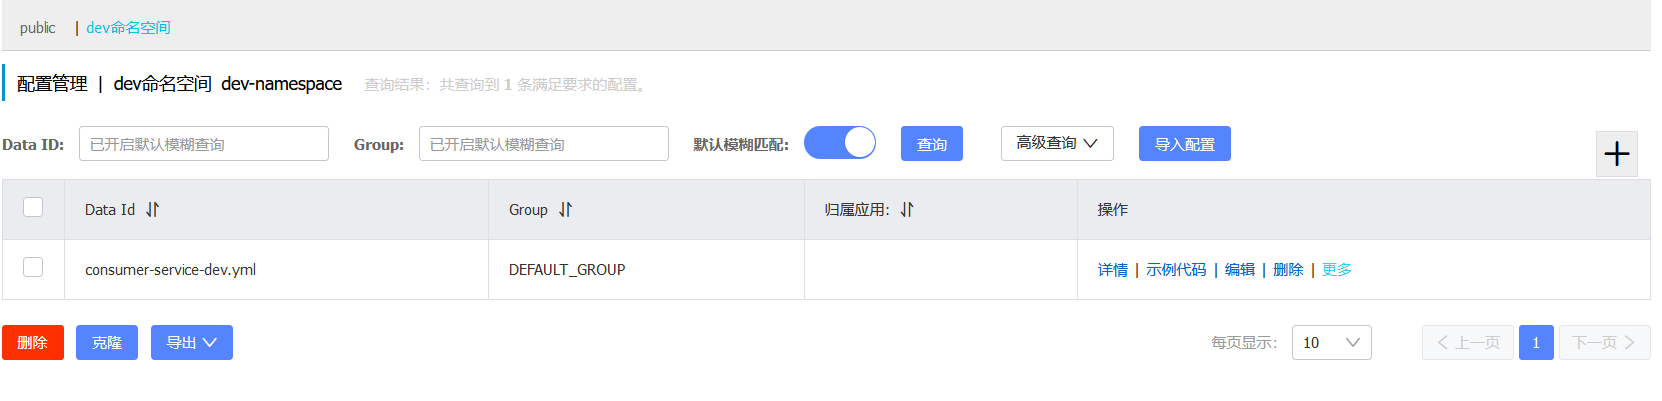 public | dev命名空间
配置管理 | dev命名空间 dev-namespace 查询结果：共查询到 1 条满足要求的配置。
Data ID: 已开启默认模糊查询 Group: 已开启默认模糊查询 默认模糊匹配: 查询 高级查询 导入配置
Data Id Group 归属应用: 操作
consumer-service-dev.yml DEFAULT_GROUP 详情 | 示例代码 | 编辑 | 删除 | 更多
删除 克隆 导出 每页显示: 10 上一页 1 下一页